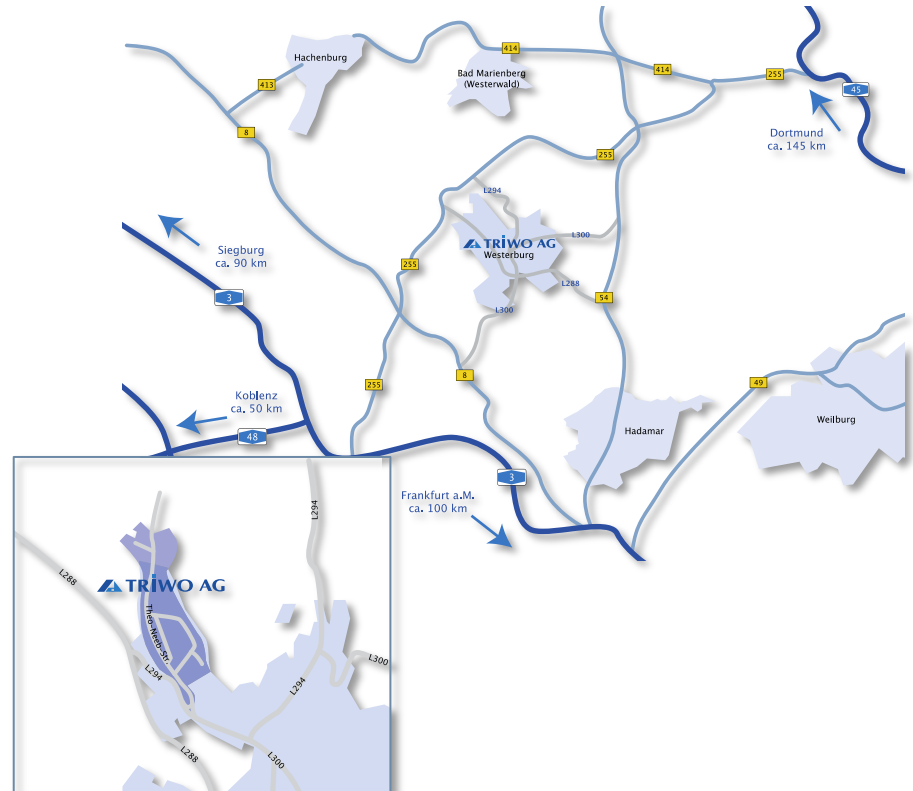 414
Hachenburg
414
Bad Marienberg
(Westerwald)
413
255
45
8
Dortmund
ca. 145 km
255
L294
L300
TRIWO AG
Siegburg
ca. 90 km
Westerburg
255
L288
3
54
L300
8
49
255
Koblenz
ca. 50 km
Weilburg
Hadamar
48
3
Frankfurt a.M.
ca. 100 km
L294
L288
TRIWO AG
Theo-Neeb-Str.
L300
L294
L294
L288
L300